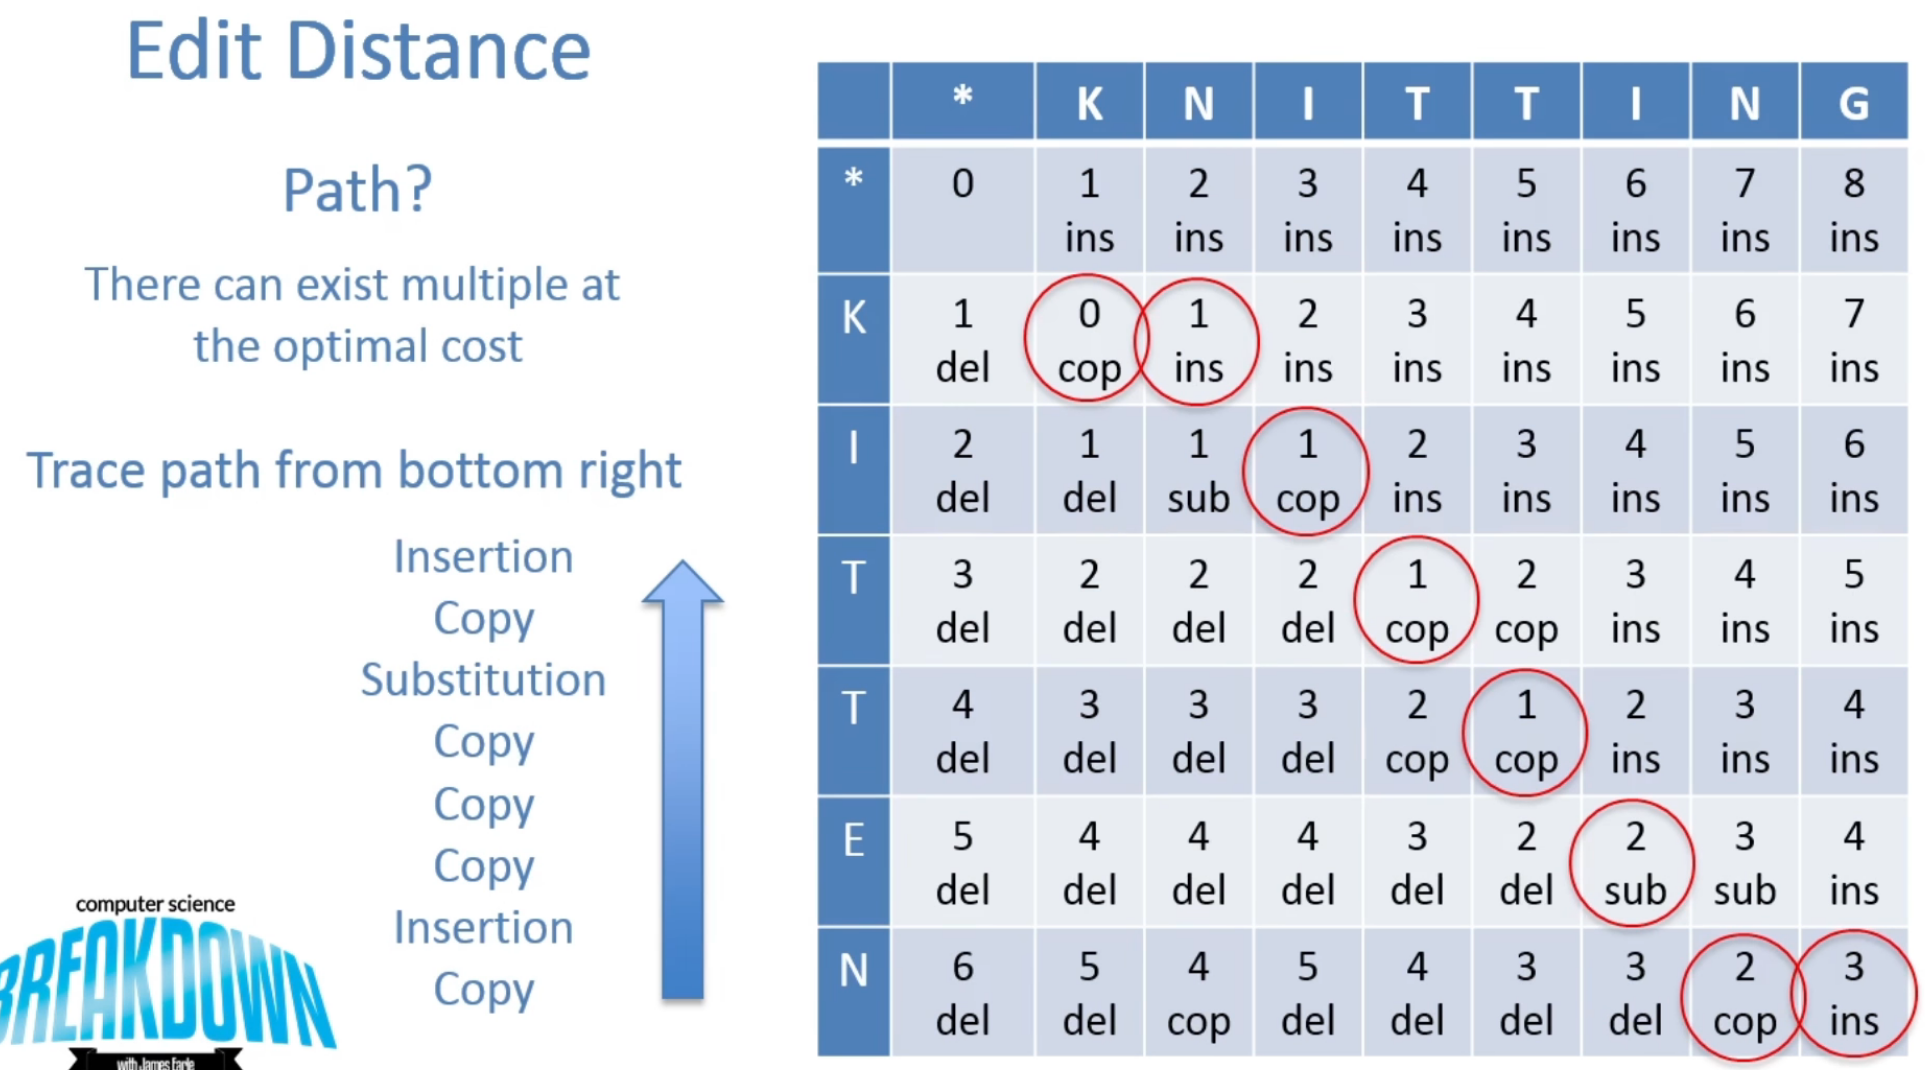 Edit Distance
Path?
There can exist multiple at
the optimal cost
Trace path from bottom right
Insertion
Copy
Substitution
Copy
Copy
Copy
Insertion
Copy
computer science
BREAKDOWN
with James Earle
* K N I T T I N G
* 0 1 2 3 4 5 6 7 8
ins ins ins ins ins ins ins ins
K 1 0 1 2 3 4 5 6 7
del cop ins ins ins ins ins ins ins
I 2 1 1 1 2 3 4 5 6
del del sub cop ins ins ins ins ins
T 3 2 2 2 1 2 3 4 5
del del del del cop cop ins ins ins
T 4 3 3 3 2 1 2 3 4
del del del del cop cop ins ins ins
E 5 4 4 4 3 2 2 3 4
del del del del del del sub sub ins
N 6 5 4 5 4 3 3 2 3
del del cop del del del del cop ins